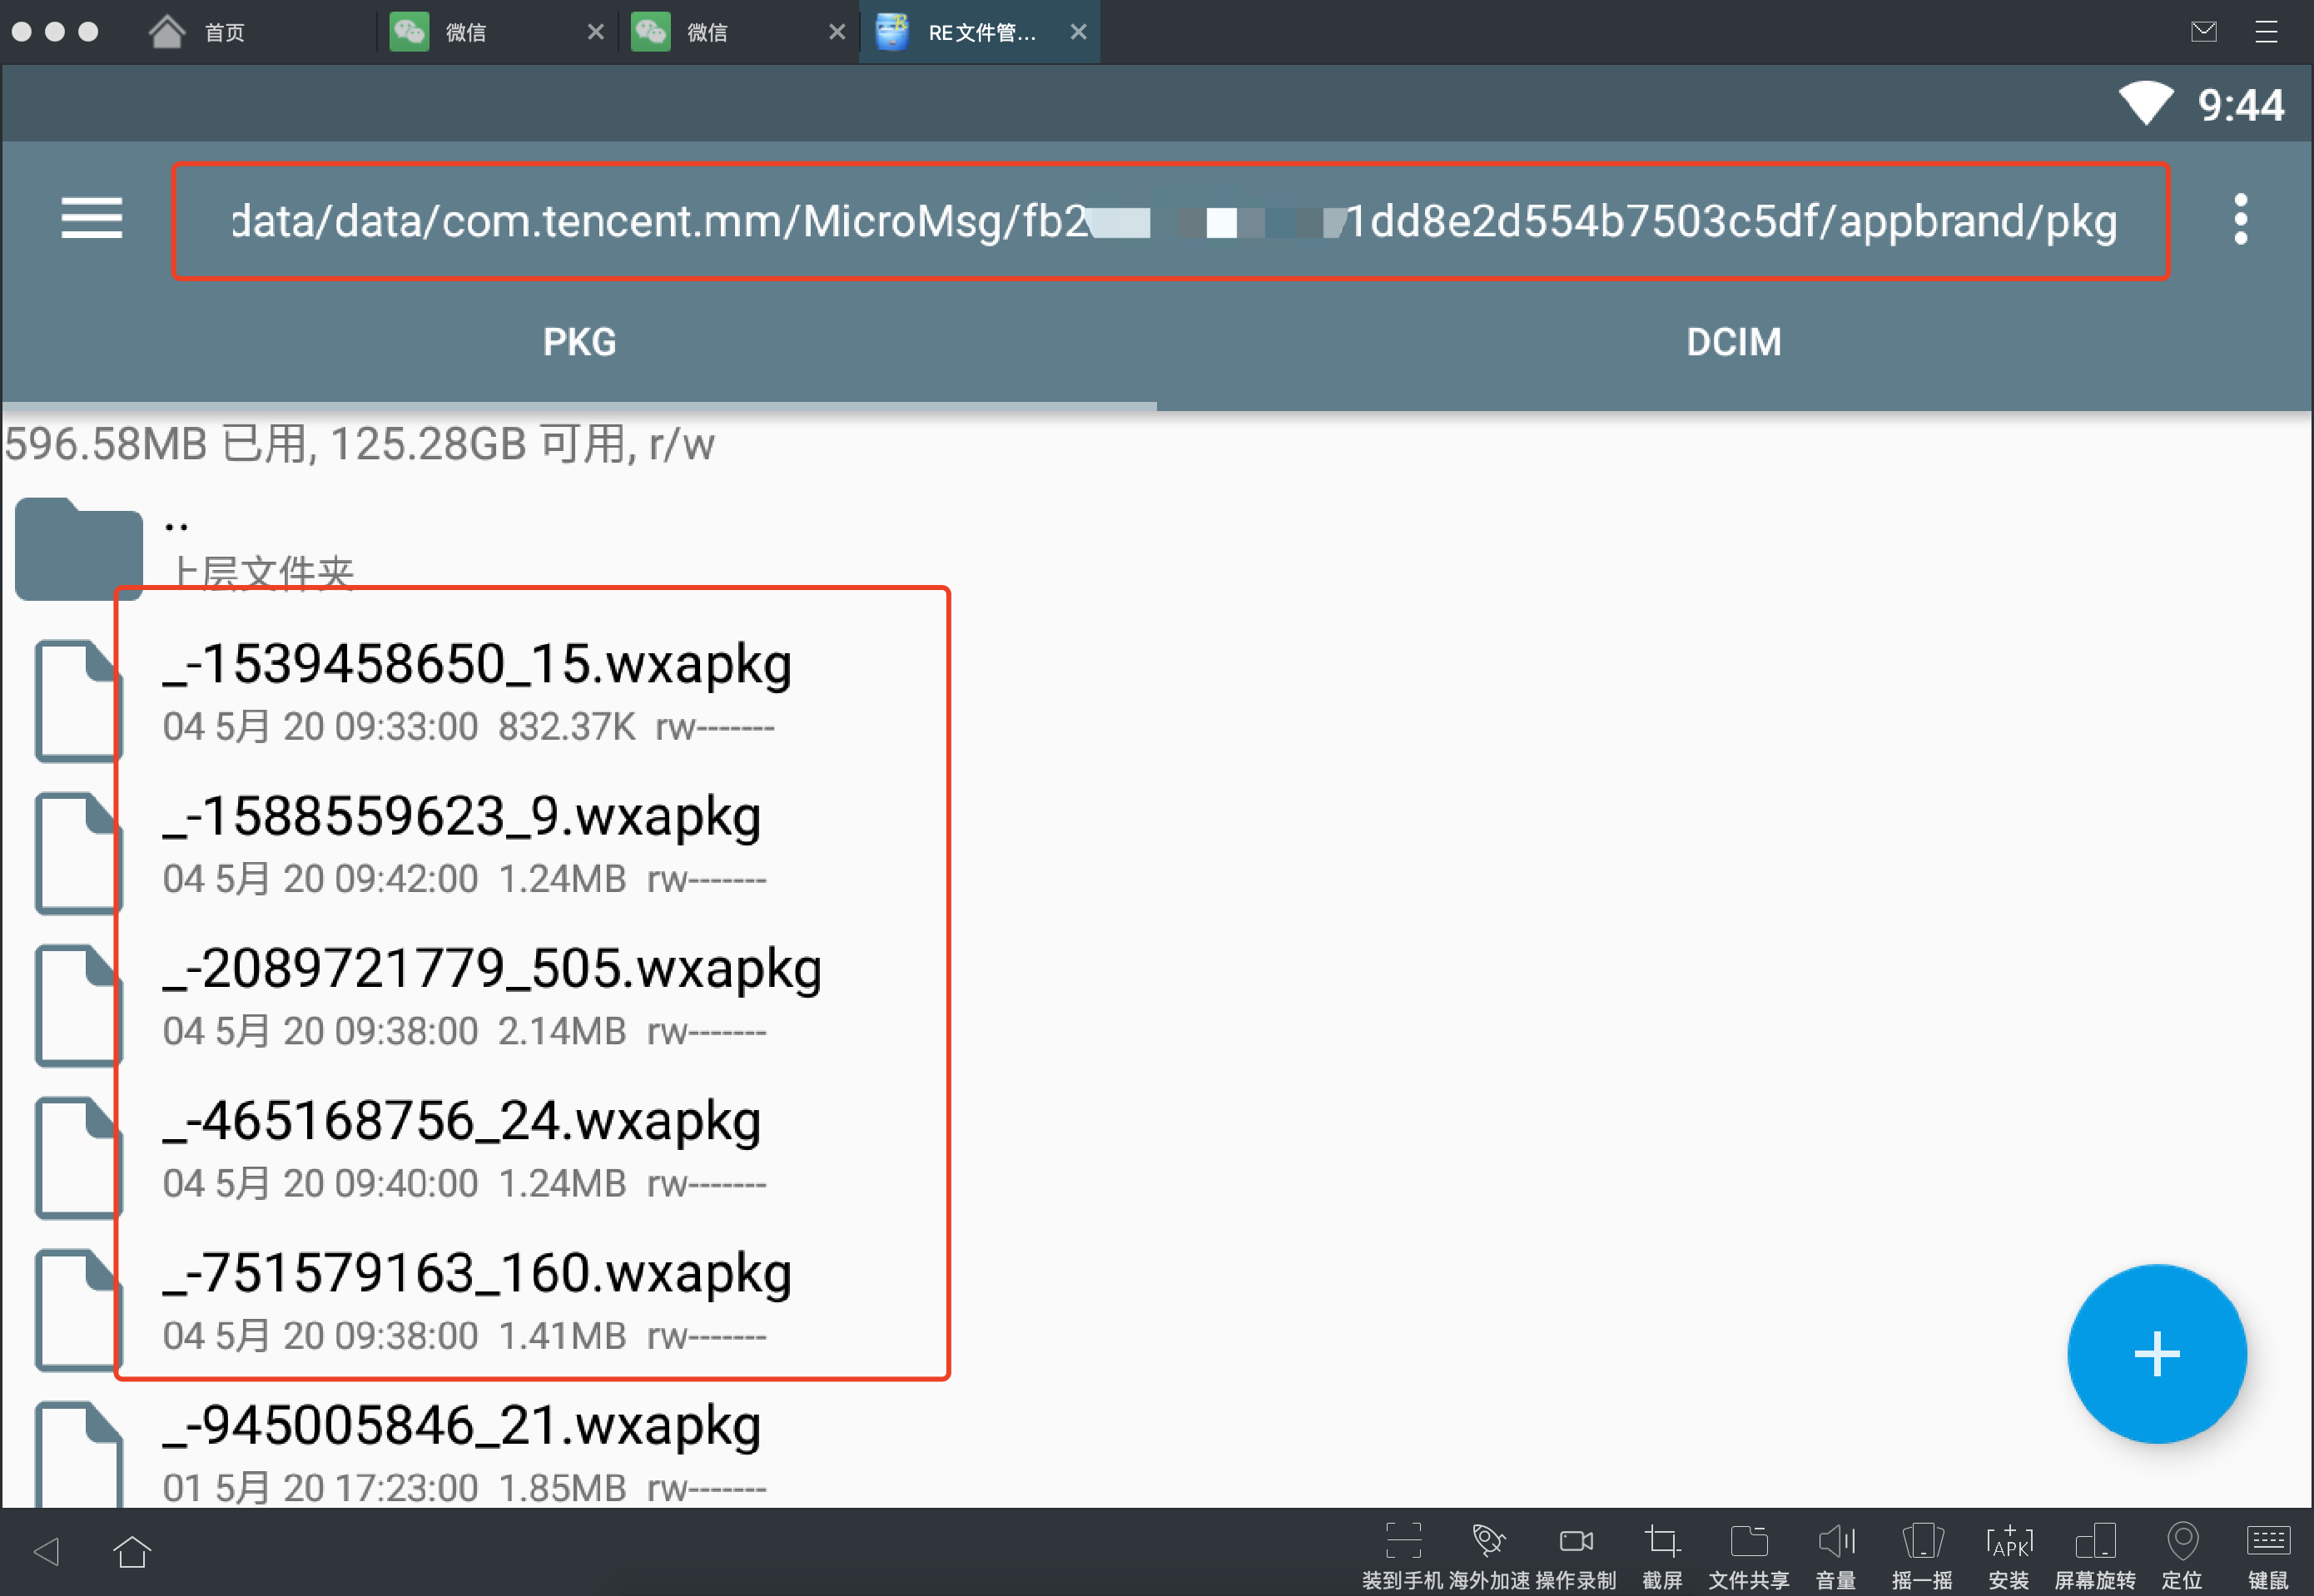 首页
微信
微信
RE文件管...
9:44
data/data/com.tencent.mm/MicroMsg/fb2 1dd8e2d554b7503c5df/appbrand/pkg
PKG
DCIM
596.58MB 已用, 125.28GB 可用, r/w
..
上层文件夹
_-1539458650_15.wxapkg
04 5月 20 09:33:00 832.37K rw-------
_-1588559623_9.wxapkg
04 5月 20 09:42:00 1.24MB rw-------
_-2089721779_505.wxapkg
04 5月 20 09:38:00 2.14MB rw-------
_-465168756_24.wxapkg
04 5月 20 09:40:00 1.24MB rw-------
_-751579163_160.wxapkg
04 5月 20 09:38:00 1.41MB rw-------
_-945005846_21.wxapkg
01 5月 20 17:23:00 1.85MB rw-------
APK
装到手机 海外加速 操作录制 截屏 文件共享 音量 摇一摇 安装 屏幕旋转 定位 键鼠